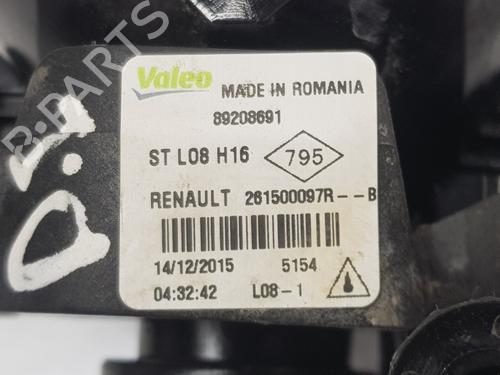 Valeo MADE IN ROMANIA
89208691
ST L08 H16 795
RENAULT 261500097R--B
14/12/2015 5154
04:32:42 L08-1
B-PARTS